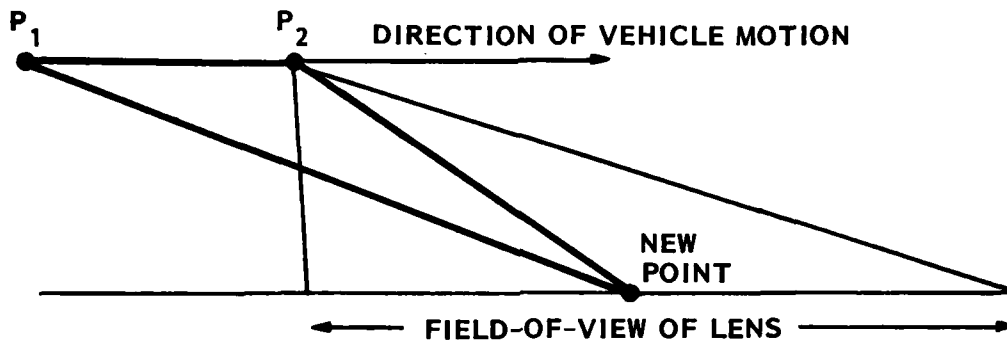 P1
P2
DIRECTION OF VEHICLE MOTION
NEW
POINT
FIELD-OF-VIEW OF LENS